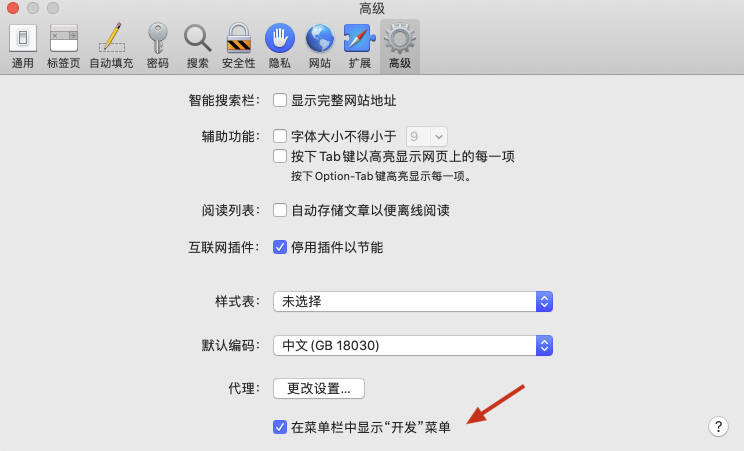 高级
通用 标签页 自动填充 密码 搜索 安全性 隐私 网站 扩展 高级
智能搜索栏： 显示完整网站地址
辅助功能： 字体大小不得小于 9
按下 Tab 键以高亮显示网页上的每一项
按下 Option-Tab 键高亮显示每一项。
阅读列表： 自动存储文章以便离线阅读
互联网插件： 停用插件以节能
样式表： 未选择
默认编码： 中文 (GB 18030)
代理： 更改设置...
在菜单栏中显示“开发”菜单 ?